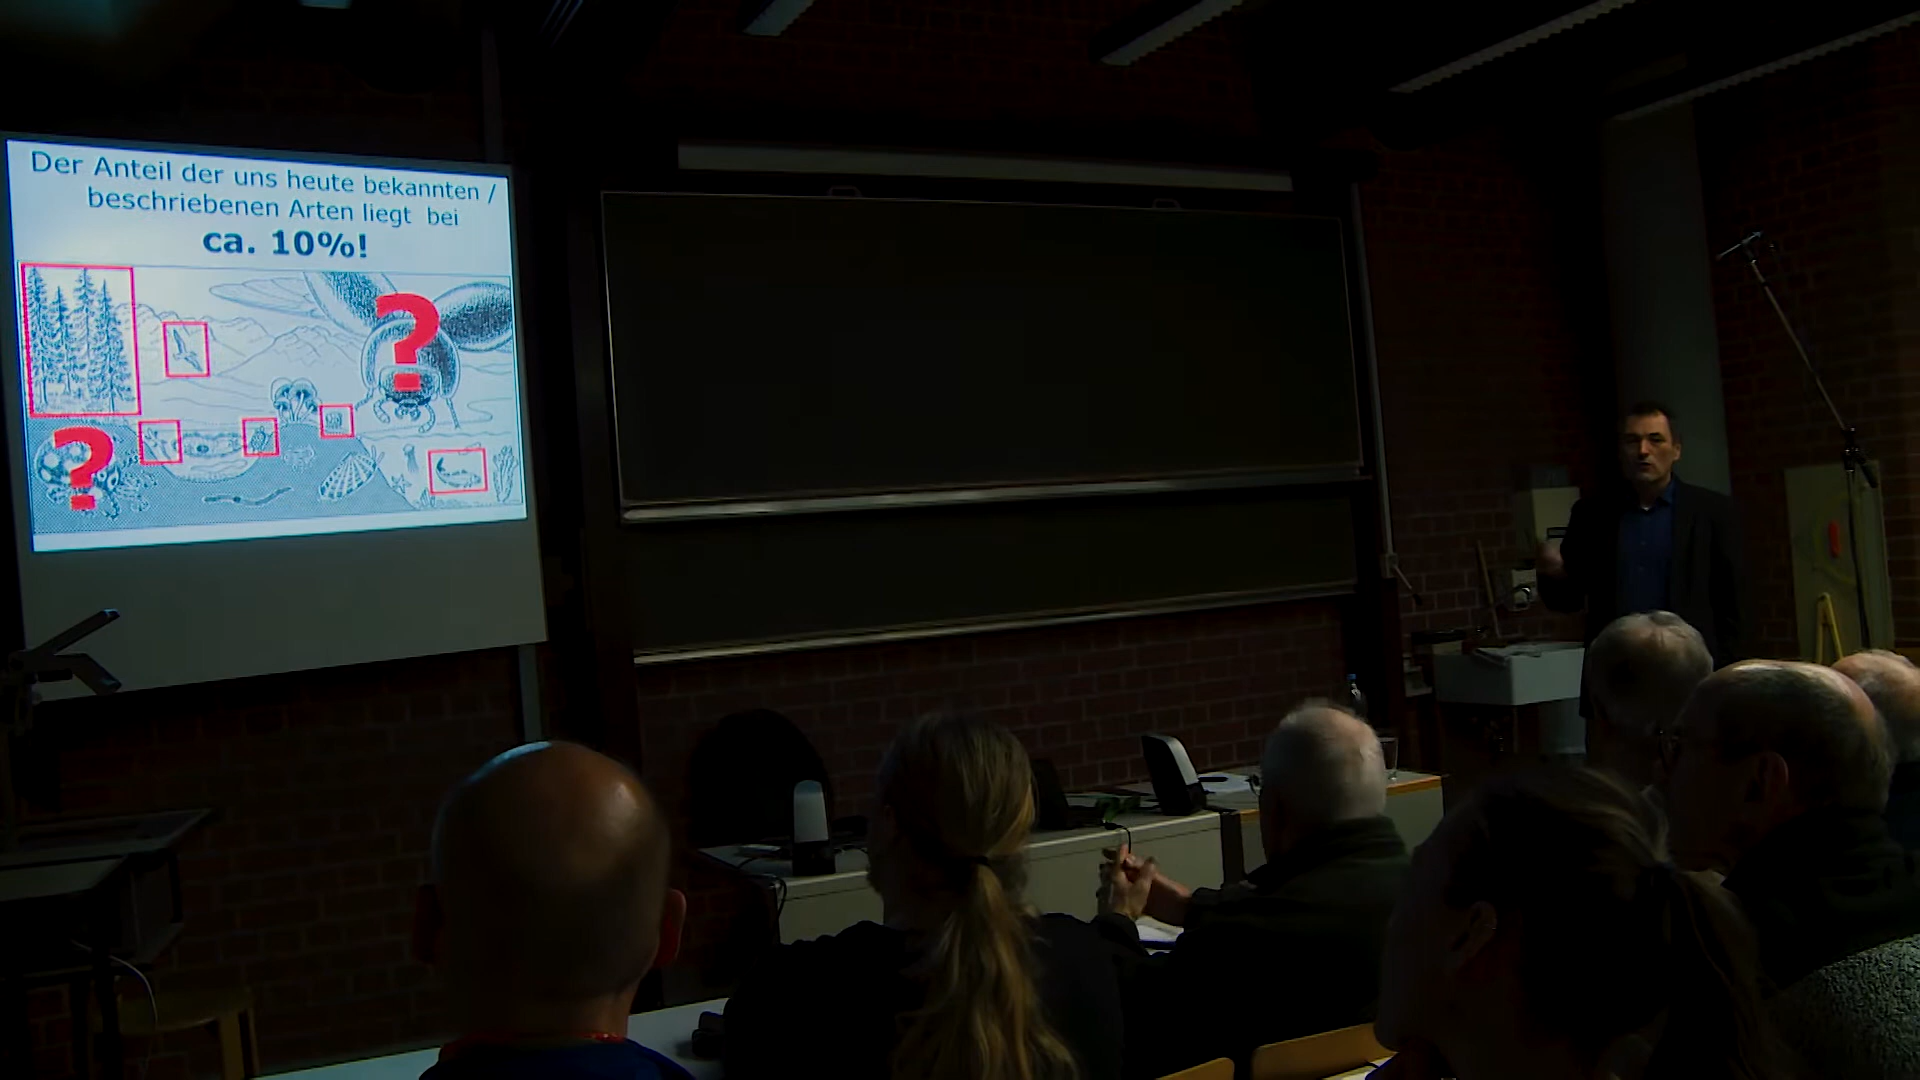 Der Anteil der uns heute bekannten /
beschriebenen Arten liegt bei
ca. 10%!
?
?